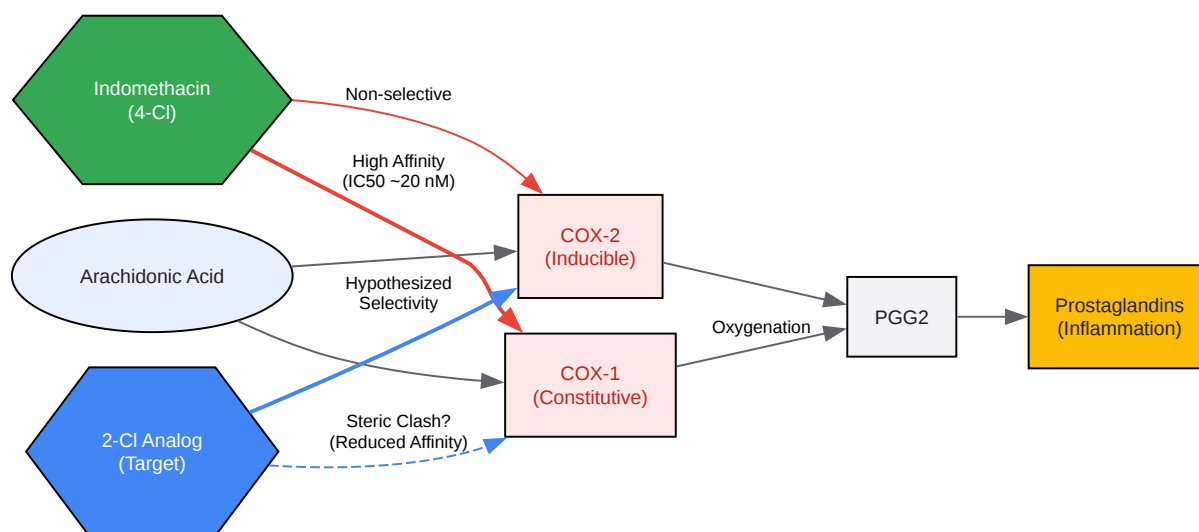 Indomethacin
(4-Cl)
Non-selective
High Affinity
(IC50 ~20 nM)
COX-2
(Inducible)
Arachidonic Acid
Hypothesized
Selectivity
Oxygenation
PGG2
Prostaglandins
(Inflammation)
COX-1
(Constitutive)
Steric Clash?
(Reduced Affinity)
2-Cl Analog
(Target)